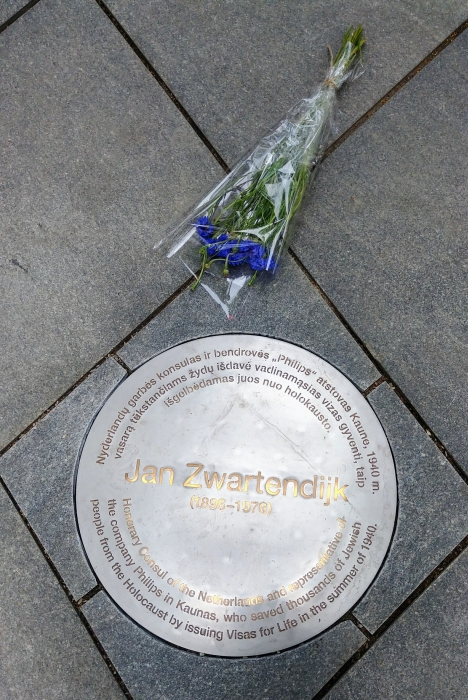 Nyderlandų garbės konsulas ir bendrovės „Philips“ atstovas Kaune, 1940 m.
vasarą tūkstančiams žydų išdavė vadinamąsias vizas gyventi, taip
išgelbėdamas juos nuo holokausto.
Jan Zwartendijk
(1896–1976)
Honorary Consul of the Netherlands and representative of
the company Philips in Kaunas, who saved thousands of Jewish
people from the Holocaust by issuing Visas for Life in the summer of 1940.